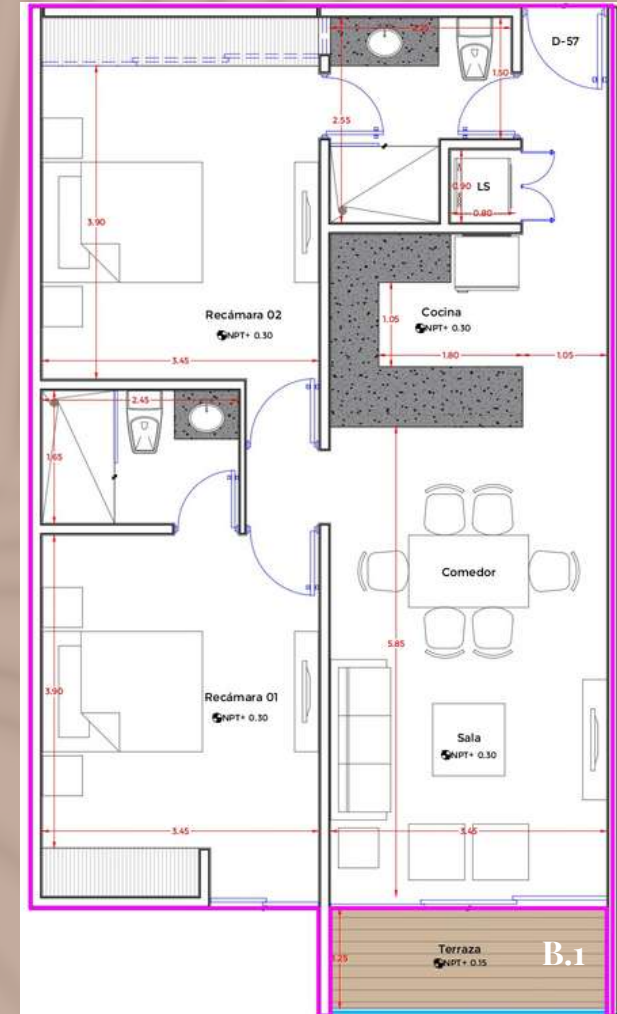 D-57
1.50
2.55
0.90
LS
0.80
3.90
Recámara 02
NPT+ 0.30
Cocina
NPT+ 0.30
1.05
1.80
1.05
3.45
2.45
1.65
Comedor
5.85
3.90
Recámara 01
NPT+ 0.30
Sala
NPT+ 0.30
3.45
3.45
Terraza
NPT+ 0.15
B.1
1.25